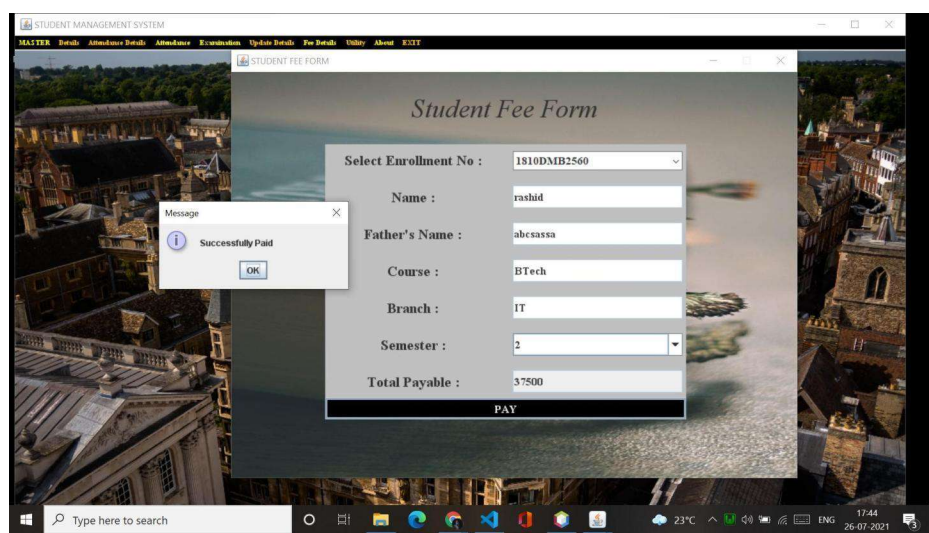 STUDENT MANAGEMENT SYSTEM
MASTER Details Attendance Details Attendance Examination Update Details Fee Details Utility About EXIT
STUDENT FEE FORM
Student Fee Form
Select Enrollment No : 1810DMB2560
Name : rashid
Father's Name : abcsassa
Course : BTech
Branch : IT
Semester : 2
Total Payable : 37500
PAY
Message
Successfully Paid
OK
Type here to search
23°C
ENG
17:44
26-07-2021
3